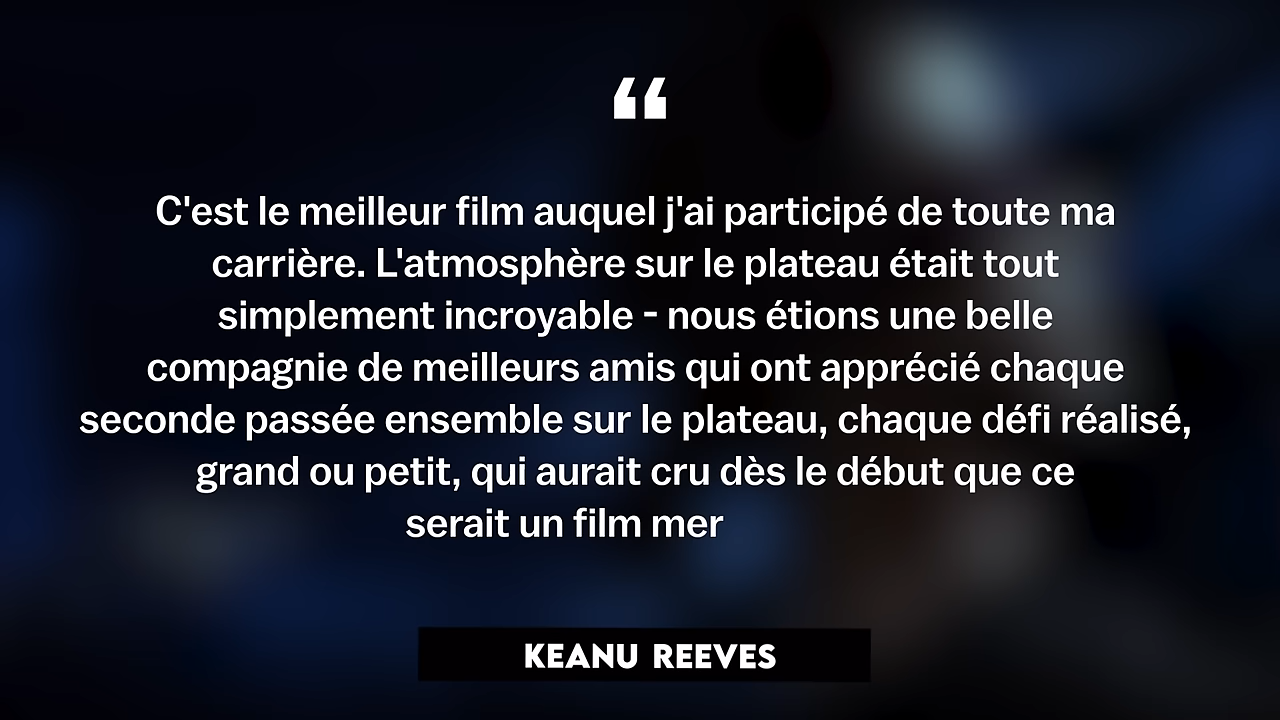 “
C'est le meilleur film auquel j'ai participé de toute ma
carrière. L'atmosphère sur le plateau était tout
simplement incroyable - nous étions une belle
compagnie de meilleurs amis qui ont apprécié chaque
seconde passée ensemble sur le plateau, chaque défi réalisé,
grand ou petit, qui aurait cru dès le début que ce
serait un film mer
KEANU REEVES